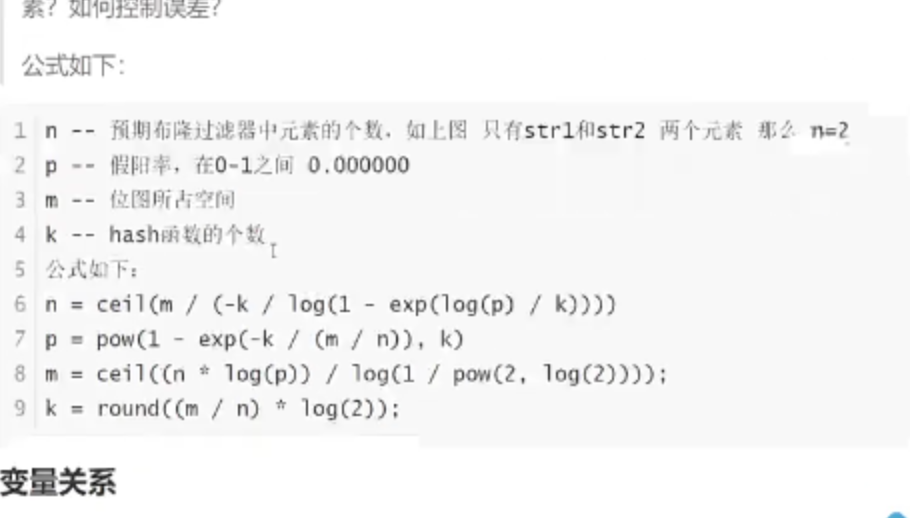 素？如何控制误差？
公式如下：
1 n -- 预期布隆过滤器中元素的个数，如上图 只有str1和str2 两个元素 那么 n=2
2 p -- 假阳率，在0-1之间 0.000000
3 m -- 位图所占空间
4 k -- hash函数的个数
5 公式如下：
6 n = ceil(m / (-k / log(1 - exp(log(p) / k))))
7 p = pow(1 - exp(-k / (m / n)), k)
8 m = ceil((n * log(p)) / log(1 / pow(2, log(2))));
9 k = round((m / n) * log(2));
变量关系